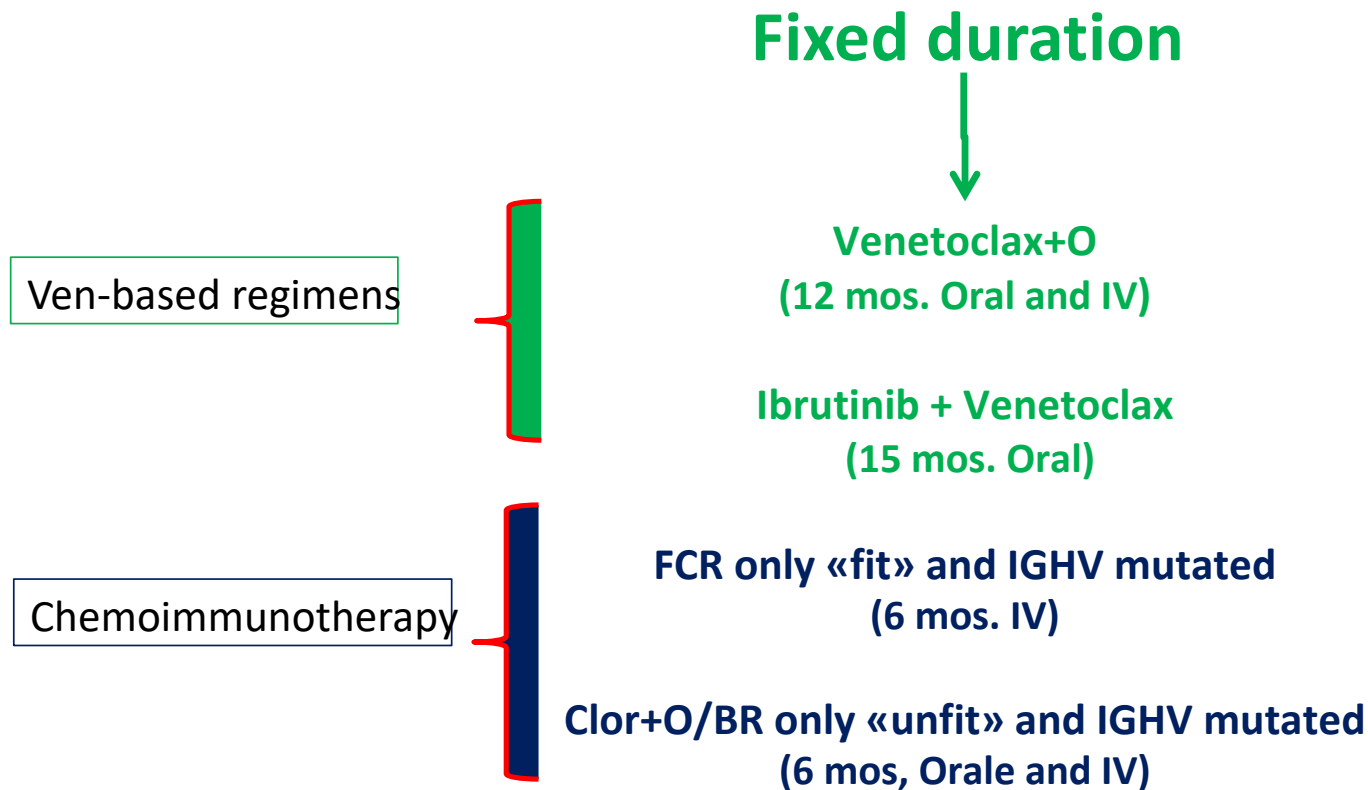 Fixed duration
Ven-based regimens
Venetoclax+O
(12 mos. Oral and IV)
Ibrutinib + Venetoclax
(15 mos. Oral)
Chemoimmunotherapy
FCR only «fit» and IGHV mutated
(6 mos. IV)
Clor+O/BR only «unfit» and IGHV mutated
(6 mos, Orale and IV)